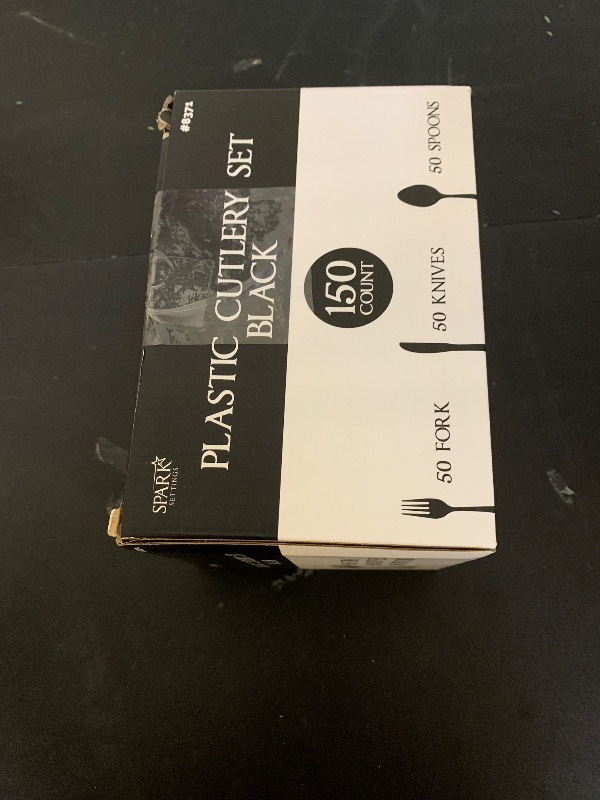 SPARK
SETTINGS
#8372
PLASTIC CUTLERY SET
BLACK
150
COUNT
50 FORK
50 KNIVES
50 SPOONS